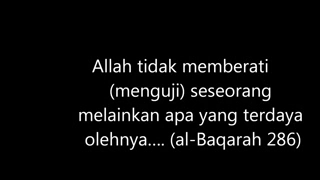 Allah tidak memberati
(menguji) seseorang
melainkan apa yang terdaya
olehnya…. (al-Baqarah 286)